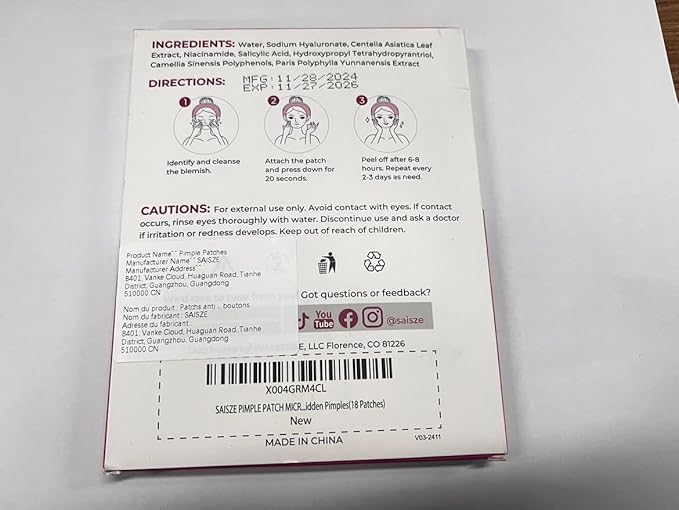 INGREDIENTS: Water, Sodium Hyaluronate, Centella Asiatica Leaf
Extract, Niacinamide, Salicylic Acid, Hydroxypropyl Tetrahydropyrantriol,
Camellia Sinensis Polyphenols, Paris Polyphylla Yunnanensis Extract
DIRECTIONS:
MFG:11/28/2024
EXP:11/27/2026
1
2
3
Identify and cleanse
the blemish.
Attach the patch
and press down for
20 seconds.
Peel off after 6-8
hours. Repeat every
2-3 days as need.
CAUTIONS: For external use only. Avoid contact with eyes. If contact
occurs, rinse eyes thoroughly with water. Discontinue use and ask a doctor
if irritation or redness develops. Keep out of reach of children.
Product Name: Pimple Patches
Manufacturer Name: SAISZE
Manufacturer Address:
B401, Vanke Cloud, Huaguan Road, Tianhe
District, Guangzhou, Guangdong
510000 CN
Nom du produit: Patchs anti-boutons
Nom du fabricant: SAISZE
Adresse du fabricant:
B401, Vanke Cloud, Huaguan Road, Tianhe
District, Guangzhou, Guangdong
510000 CN
Got questions or feedback?
You
Tube
@saisze
LLC Florence, CO 81226
X004GRM4CL
SAISZE PIMPLE PATCH MICR...idden Pimples(18 Patches)
New
MADE IN CHINA
V03-2411